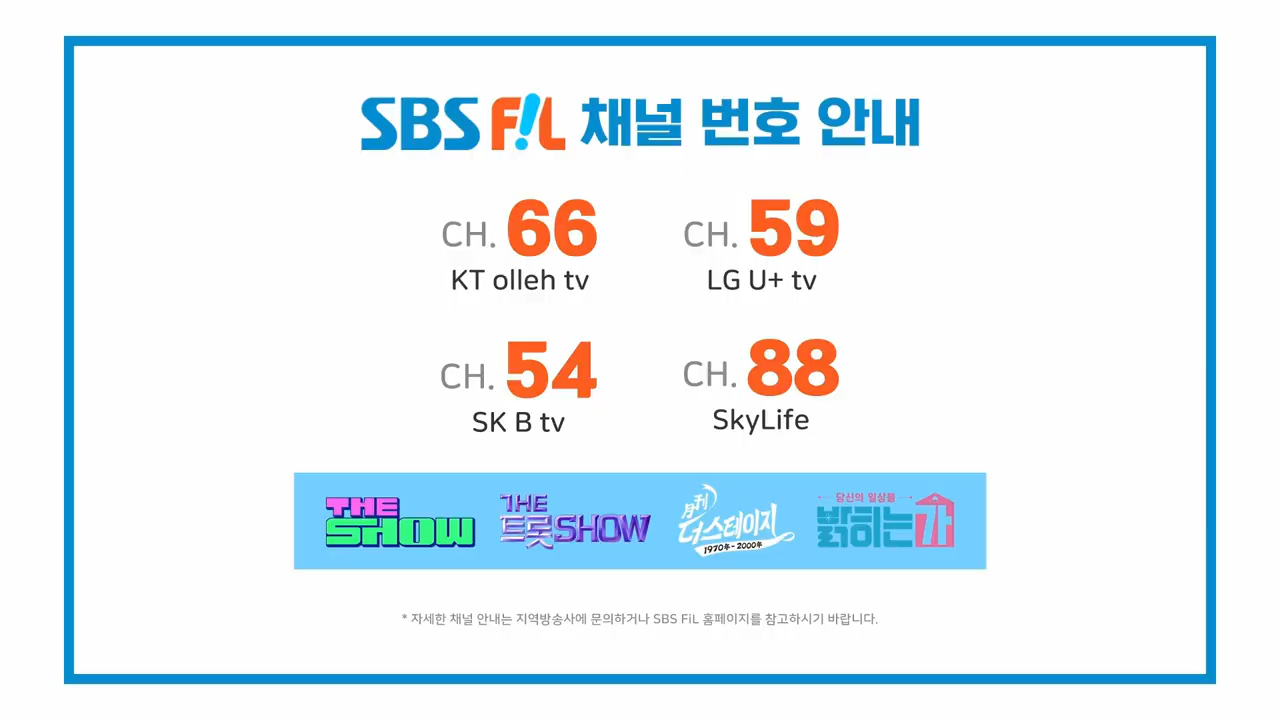 SBS F!L 채널 번호 안내
CH. 66
KT olleh tv
CH. 59
LG U+ tv
CH. 54
SK B tv
CH. 88
SkyLife
THE
SHOW
THE
트롯SHOW
月刊
더스테이지
1970年-2000年
당신의 일상을
밝히는가
* 자세한 채널 안내는 지역방송사에 문의하거나 SBS FiL 홈페이지를 참고하시기 바랍니다.